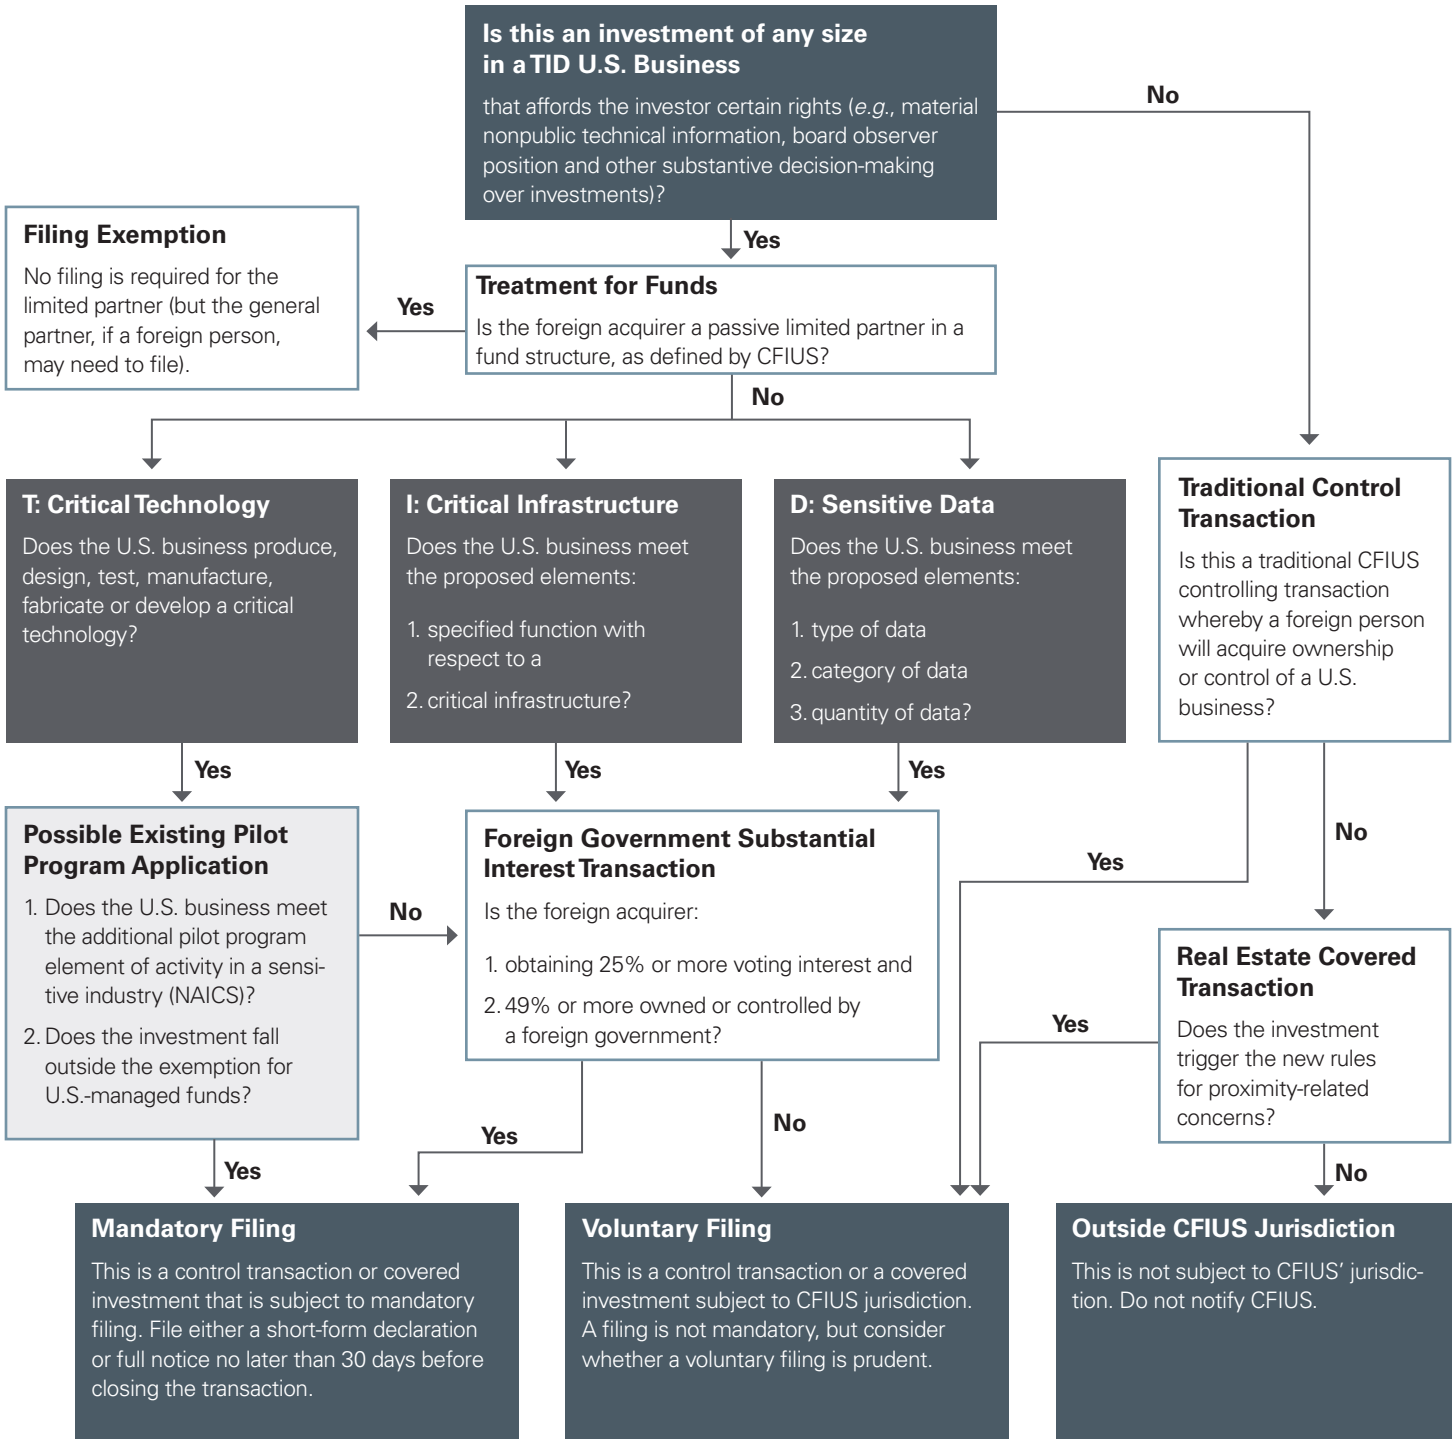 Is this an investment of any size
in a TID U.S. Business
that affords the investor certain rights (e.g., material
nonpublic technical information, board observer
position and other substantive decision-making
over investments)?
No
Yes
Filing Exemption
No filing is required for the
limited partner (but the general
partner, if a foreign person,
may need to file).
Yes
Treatment for Funds
Is the foreign acquirer a passive limited partner in a
fund structure, as defined by CFIUS?
No
T: Critical Technology
Does the U.S. business produce,
design, test, manufacture,
fabricate or develop a critical
technology?
I: Critical Infrastructure
Does the U.S. business meet
the proposed elements:
1. specified function with
respect to a
2. critical infrastructure?
D: Sensitive Data
Does the U.S. business meet
the proposed elements:
1. type of data
2. category of data
3. quantity of data?
Traditional Control
Transaction
Is this a traditional CFIUS
controlling transaction
whereby a foreign person
will acquire ownership
or control of a U.S.
business?
Yes
Yes
Yes
Possible Existing Pilot
Program Application
1. Does the U.S. business meet
the additional pilot program
element of activity in a sensi-
tive industry (NAICS)?
2. Does the investment fall
outside the exemption for
U.S.-managed funds?
No
Foreign Government Substantial
Interest Transaction
Is the foreign acquirer:
1. obtaining 25% or more voting interest and
2. 49% or more owned or controlled by
a foreign government?
Yes
No
Real Estate Covered
Transaction
Does the investment
trigger the new rules
for proximity-related
concerns?
Yes
Yes
Yes
No
No
Mandatory Filing
This is a control transaction or covered
investment that is subject to mandatory
filing. File either a short-form declaration
or full notice no later than 30 days before
closing the transaction.
Voluntary Filing
This is a control transaction or a covered
investment subject to CFIUS jurisdiction.
A filing is not mandatory, but consider
whether a voluntary filing is prudent.
Outside CFIUS Jurisdiction
This is not subject to CFIUS’ jurisdic-
tion. Do not notify CFIUS.